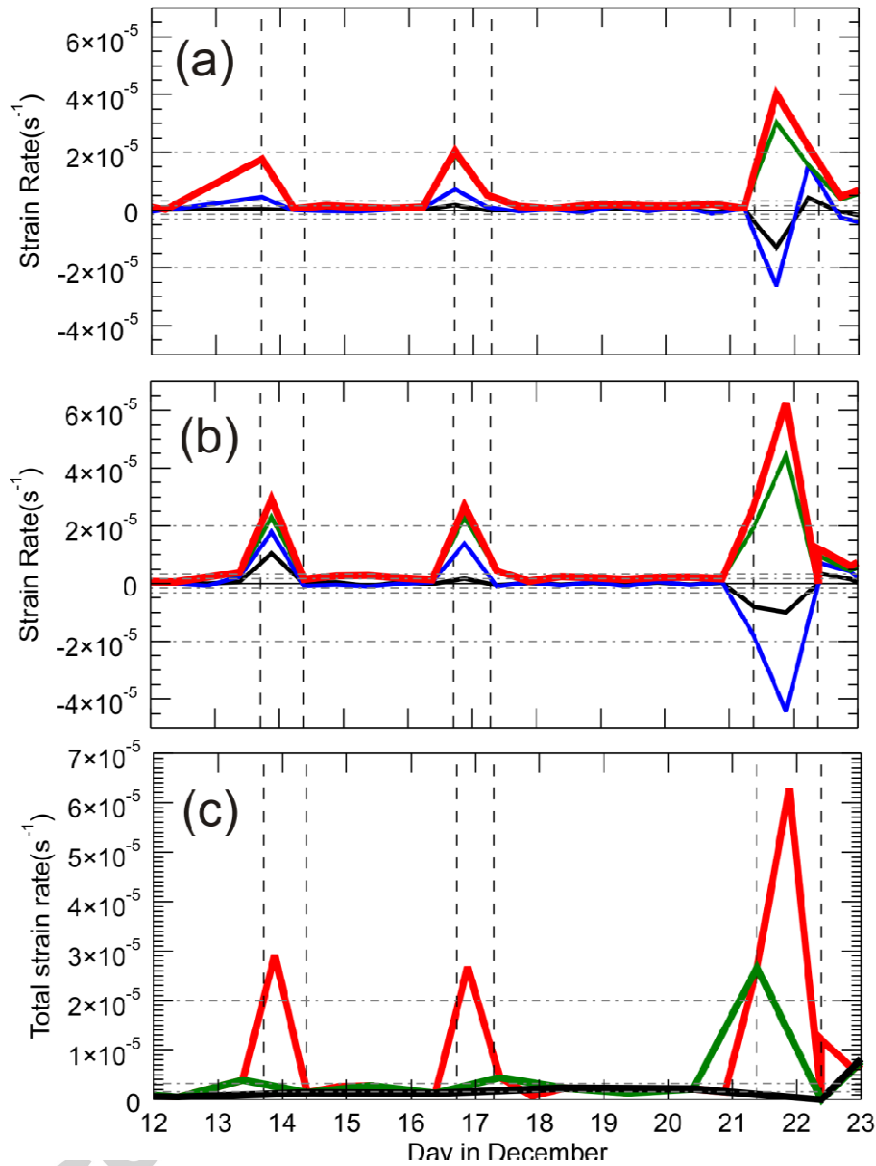 (a)
Strain Rate(s⁻¹)
6×10⁻⁵
4×10⁻⁵
2×10⁻⁵
0
-2×10⁻⁵
-4×10⁻⁵
(b)
Strain Rate(s⁻¹)
6×10⁻⁵
4×10⁻⁵
2×10⁻⁵
0
-2×10⁻⁵
-4×10⁻⁵
(c)
Total strain rate(s⁻¹)
7×10⁻⁵
6×10⁻⁵
5×10⁻⁵
4×10⁻⁵
3×10⁻⁵
2×10⁻⁵
1×10⁻⁵
0
12 13 14 15 16 17 18 19 20 21 22 23
Day in December